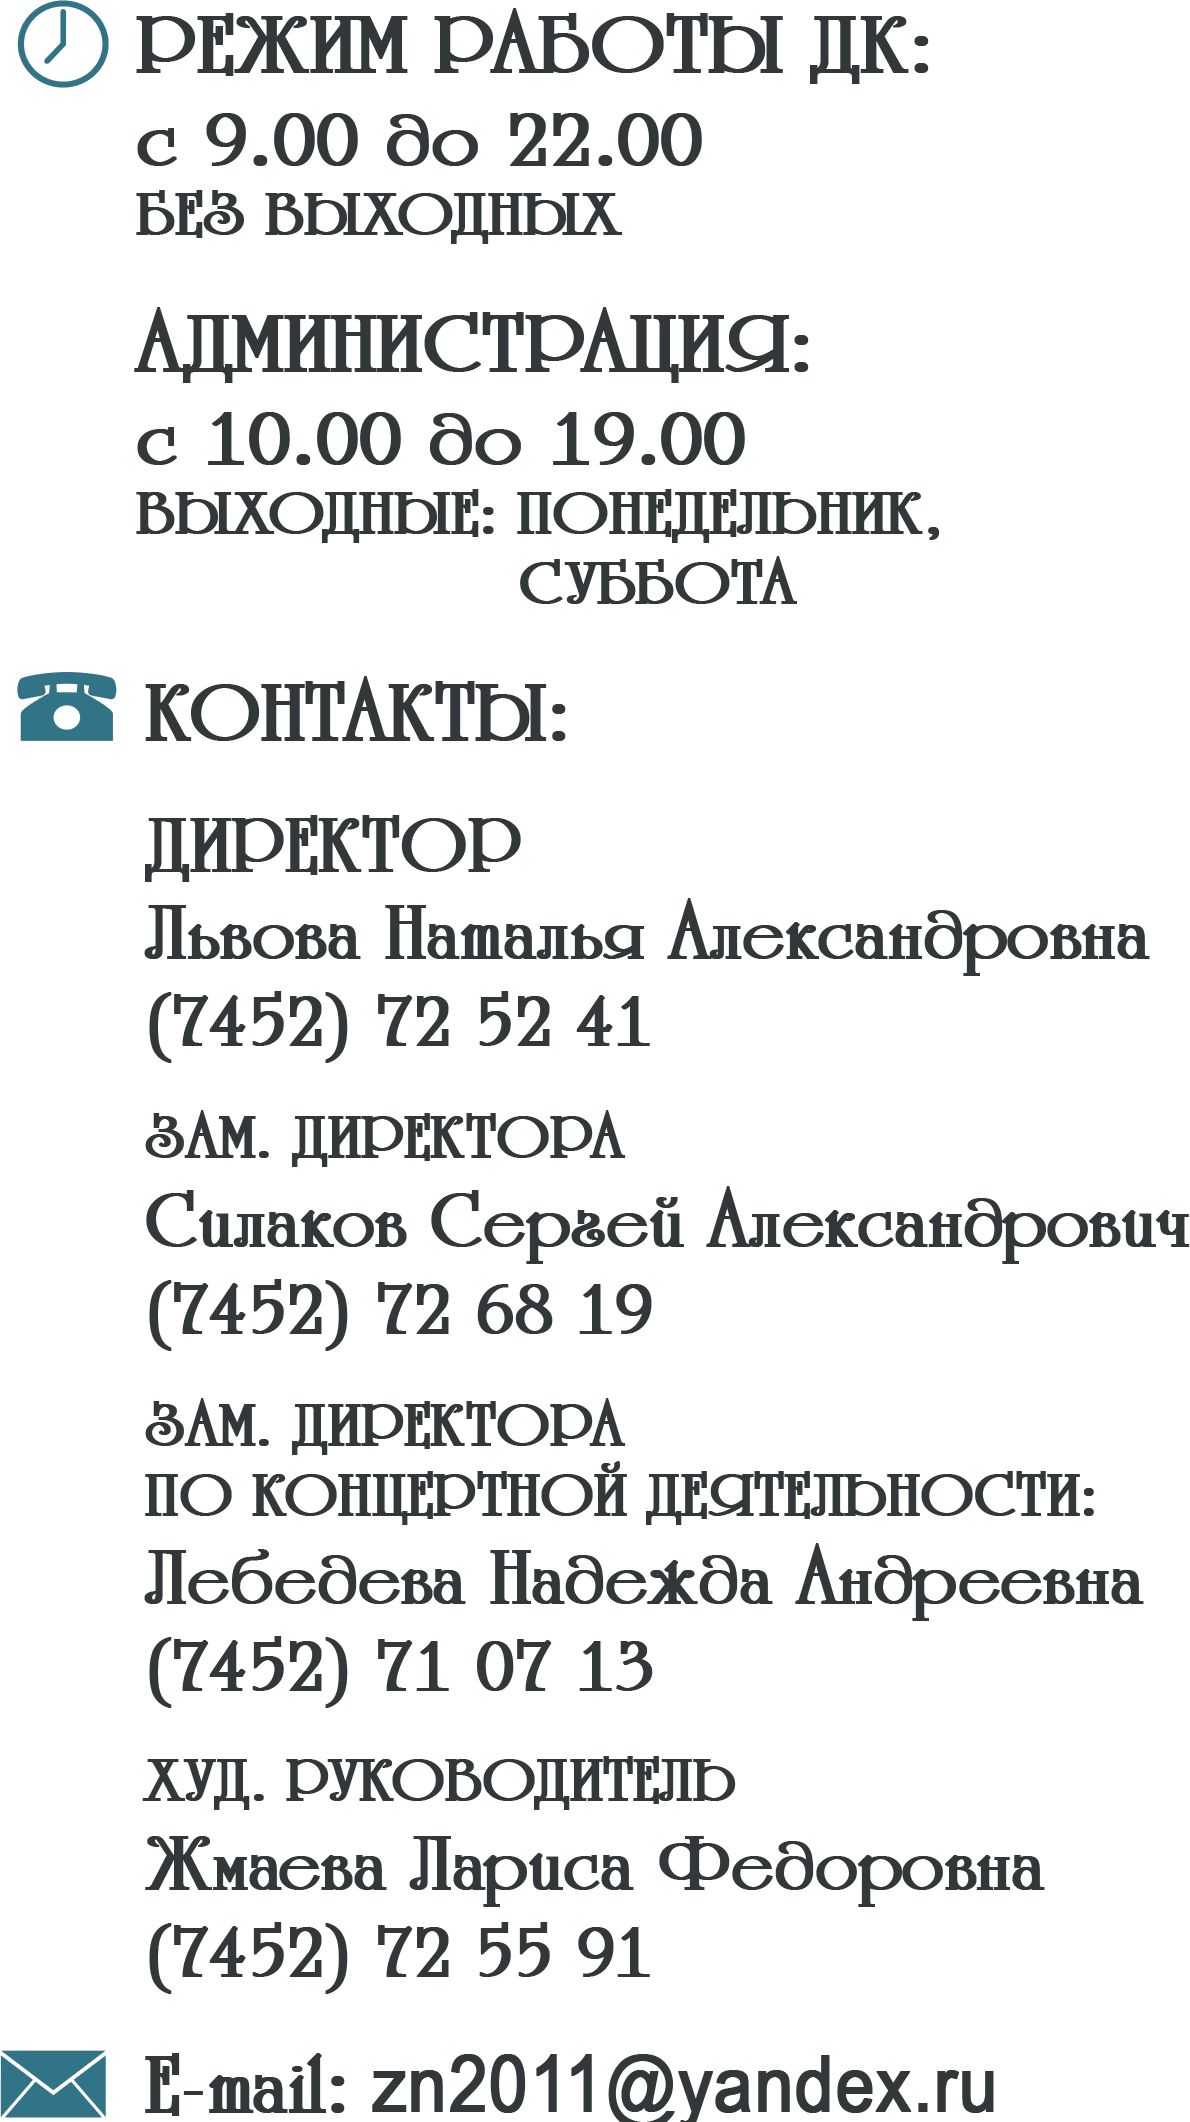 РЕЖИМ РАБОТЫ ДК:
с 9.00 до 22.00
БЕЗ ВЫХОДНЫХ
АДМИНИСТРАЦИЯ:
с 10.00 до 19.00
ВЫХОДНЫЕ: ПОНЕДЕЛЬНИК,
СУББОТА
КОНТАКТЫ:
ДИРЕКТОР
Львова Наталья Александровна
(7452) 72 52 41
ЗАМ. ДИРЕКТОРА
Силаков Сергей Александрович
(7452) 72 68 19
ЗАМ. ДИРЕКТОРА
ПО КОНЦЕРТНОЙ ДЕЯТЕЛЬНОСТИ:
Лебедева Надежда Андреевна
(7452) 71 07 13
ХУД. РУКОВОДИТЕЛЬ
Жмаева Лариса Федоровна
(7452) 72 55 91
E-mail: zn2011@yandex.ru